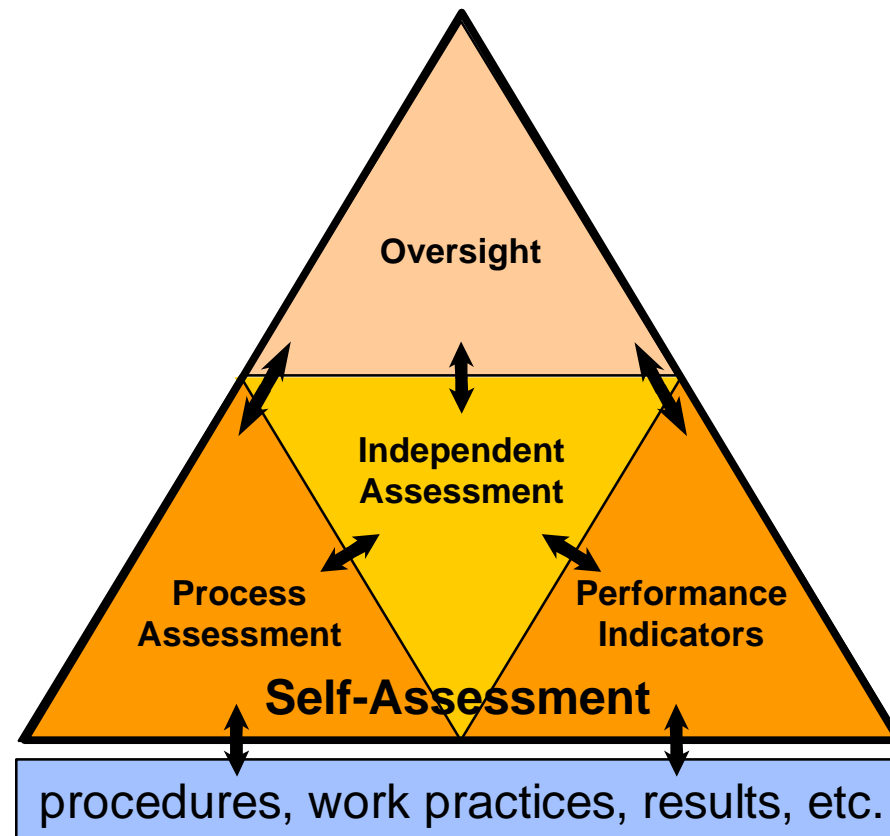 Oversight
Independent
Assessment
Process
Assessment
Performance
Indicators
Self-Assessment
procedures, work practices, results, etc.